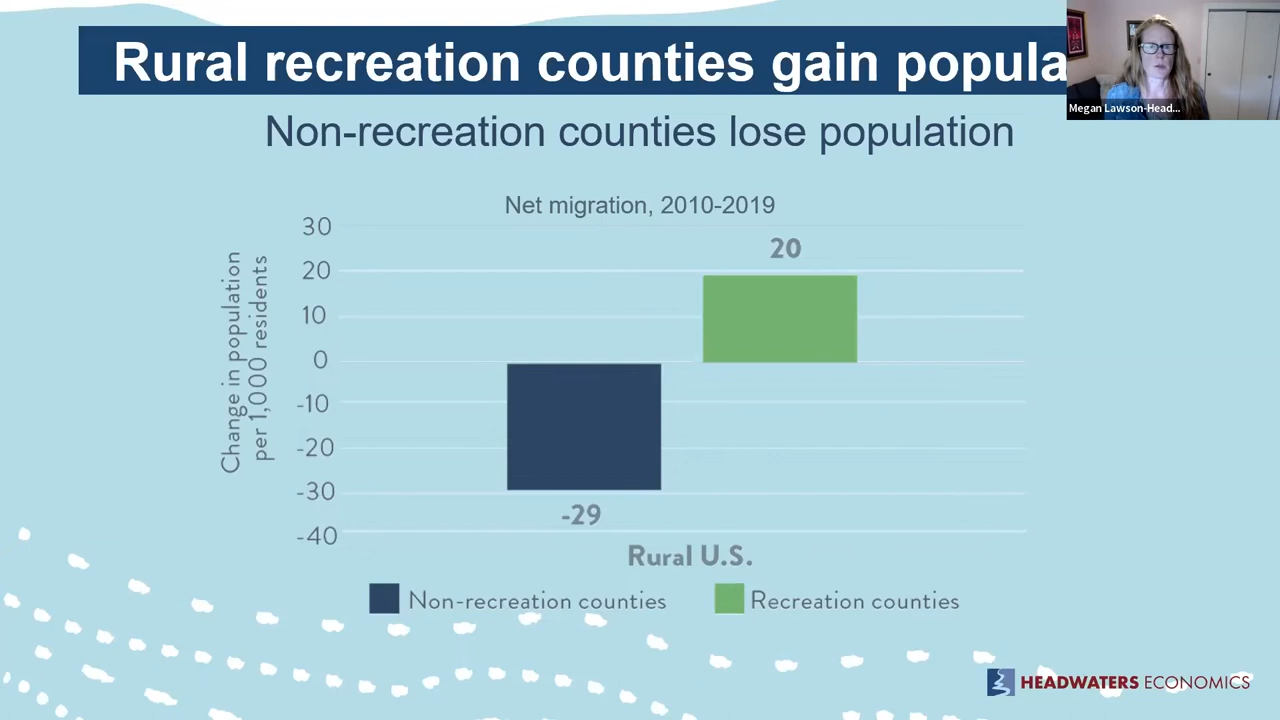 Rural recreation counties gain popula
Megan Lawson-Head...
Non-recreation counties lose population
Net migration, 2010-2019
Change in population
per 1,000 residents
30
20
10
0
-10
-20
-30
-40
20
-29
Rural U.S.
Non-recreation counties
Recreation counties
HEADWATERS ECONOMICS